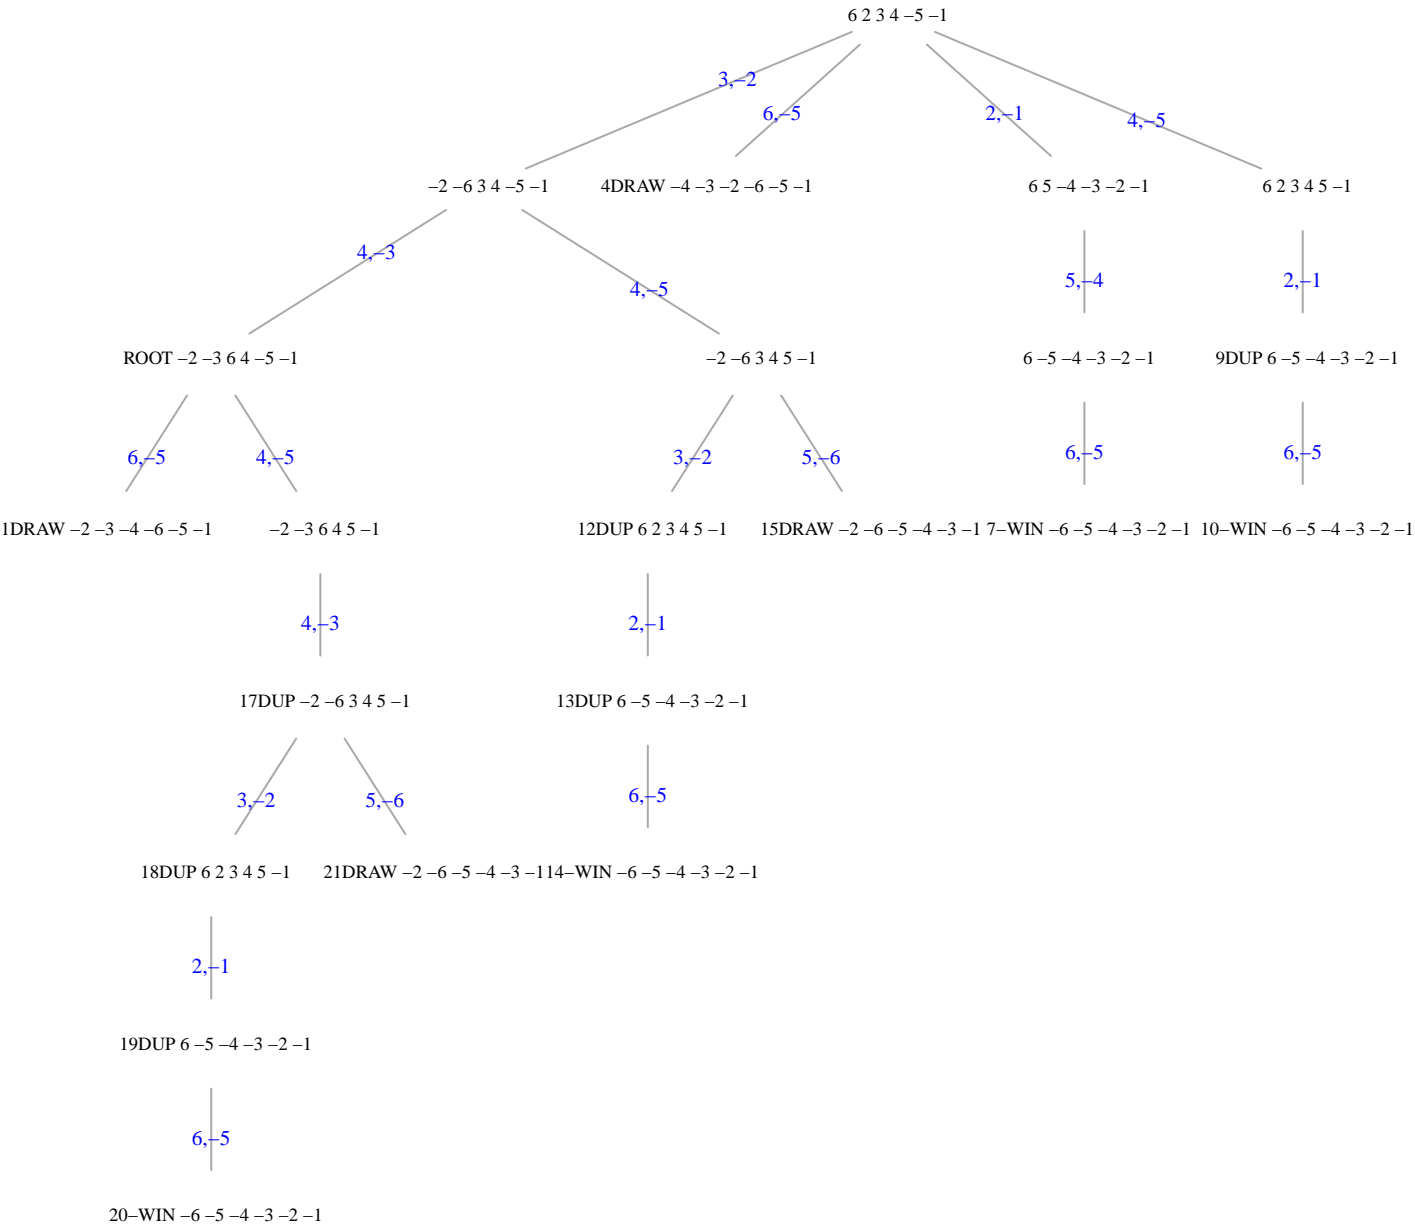 6 2 3 4 −5 −1
3,−2
6,−5
2,−1
4,−5
−2 −6 3 4 −5 −1
4DRAW −4 −3 −2 −6 −5 −1
6 5 −4 −3 −2 −1
6 2 3 4 5 −1
4,−3
4,−5
5,−4
2,−1
ROOT −2 −3 6 4 −5 −1
−2 −6 3 4 5 −1
6 −5 −4 −3 −2 −1
9DUP 6 −5 −4 −3 −2 −1
6,−5
4,−5
3,−2
5,−6
6,−5
6,−5
1DRAW −2 −3 −4 −6 −5 −1
−2 −3 6 4 5 −1
12DUP 6 2 3 4 5 −1
15DRAW −2 −6 −5 −4 −3 −1
7−WIN −6 −5 −4 −3 −2 −1
10−WIN −6 −5 −4 −3 −2 −1
4,−3
2,−1
17DUP −2 −6 3 4 5 −1
13DUP 6 −5 −4 −3 −2 −1
3,−2
5,−6
6,−5
18DUP 6 2 3 4 5 −1
21DRAW −2 −6 −5 −4 −3 −1
14−WIN −6 −5 −4 −3 −2 −1
2,−1
19DUP 6 −5 −4 −3 −2 −1
6,−5
20−WIN −6 −5 −4 −3 −2 −1